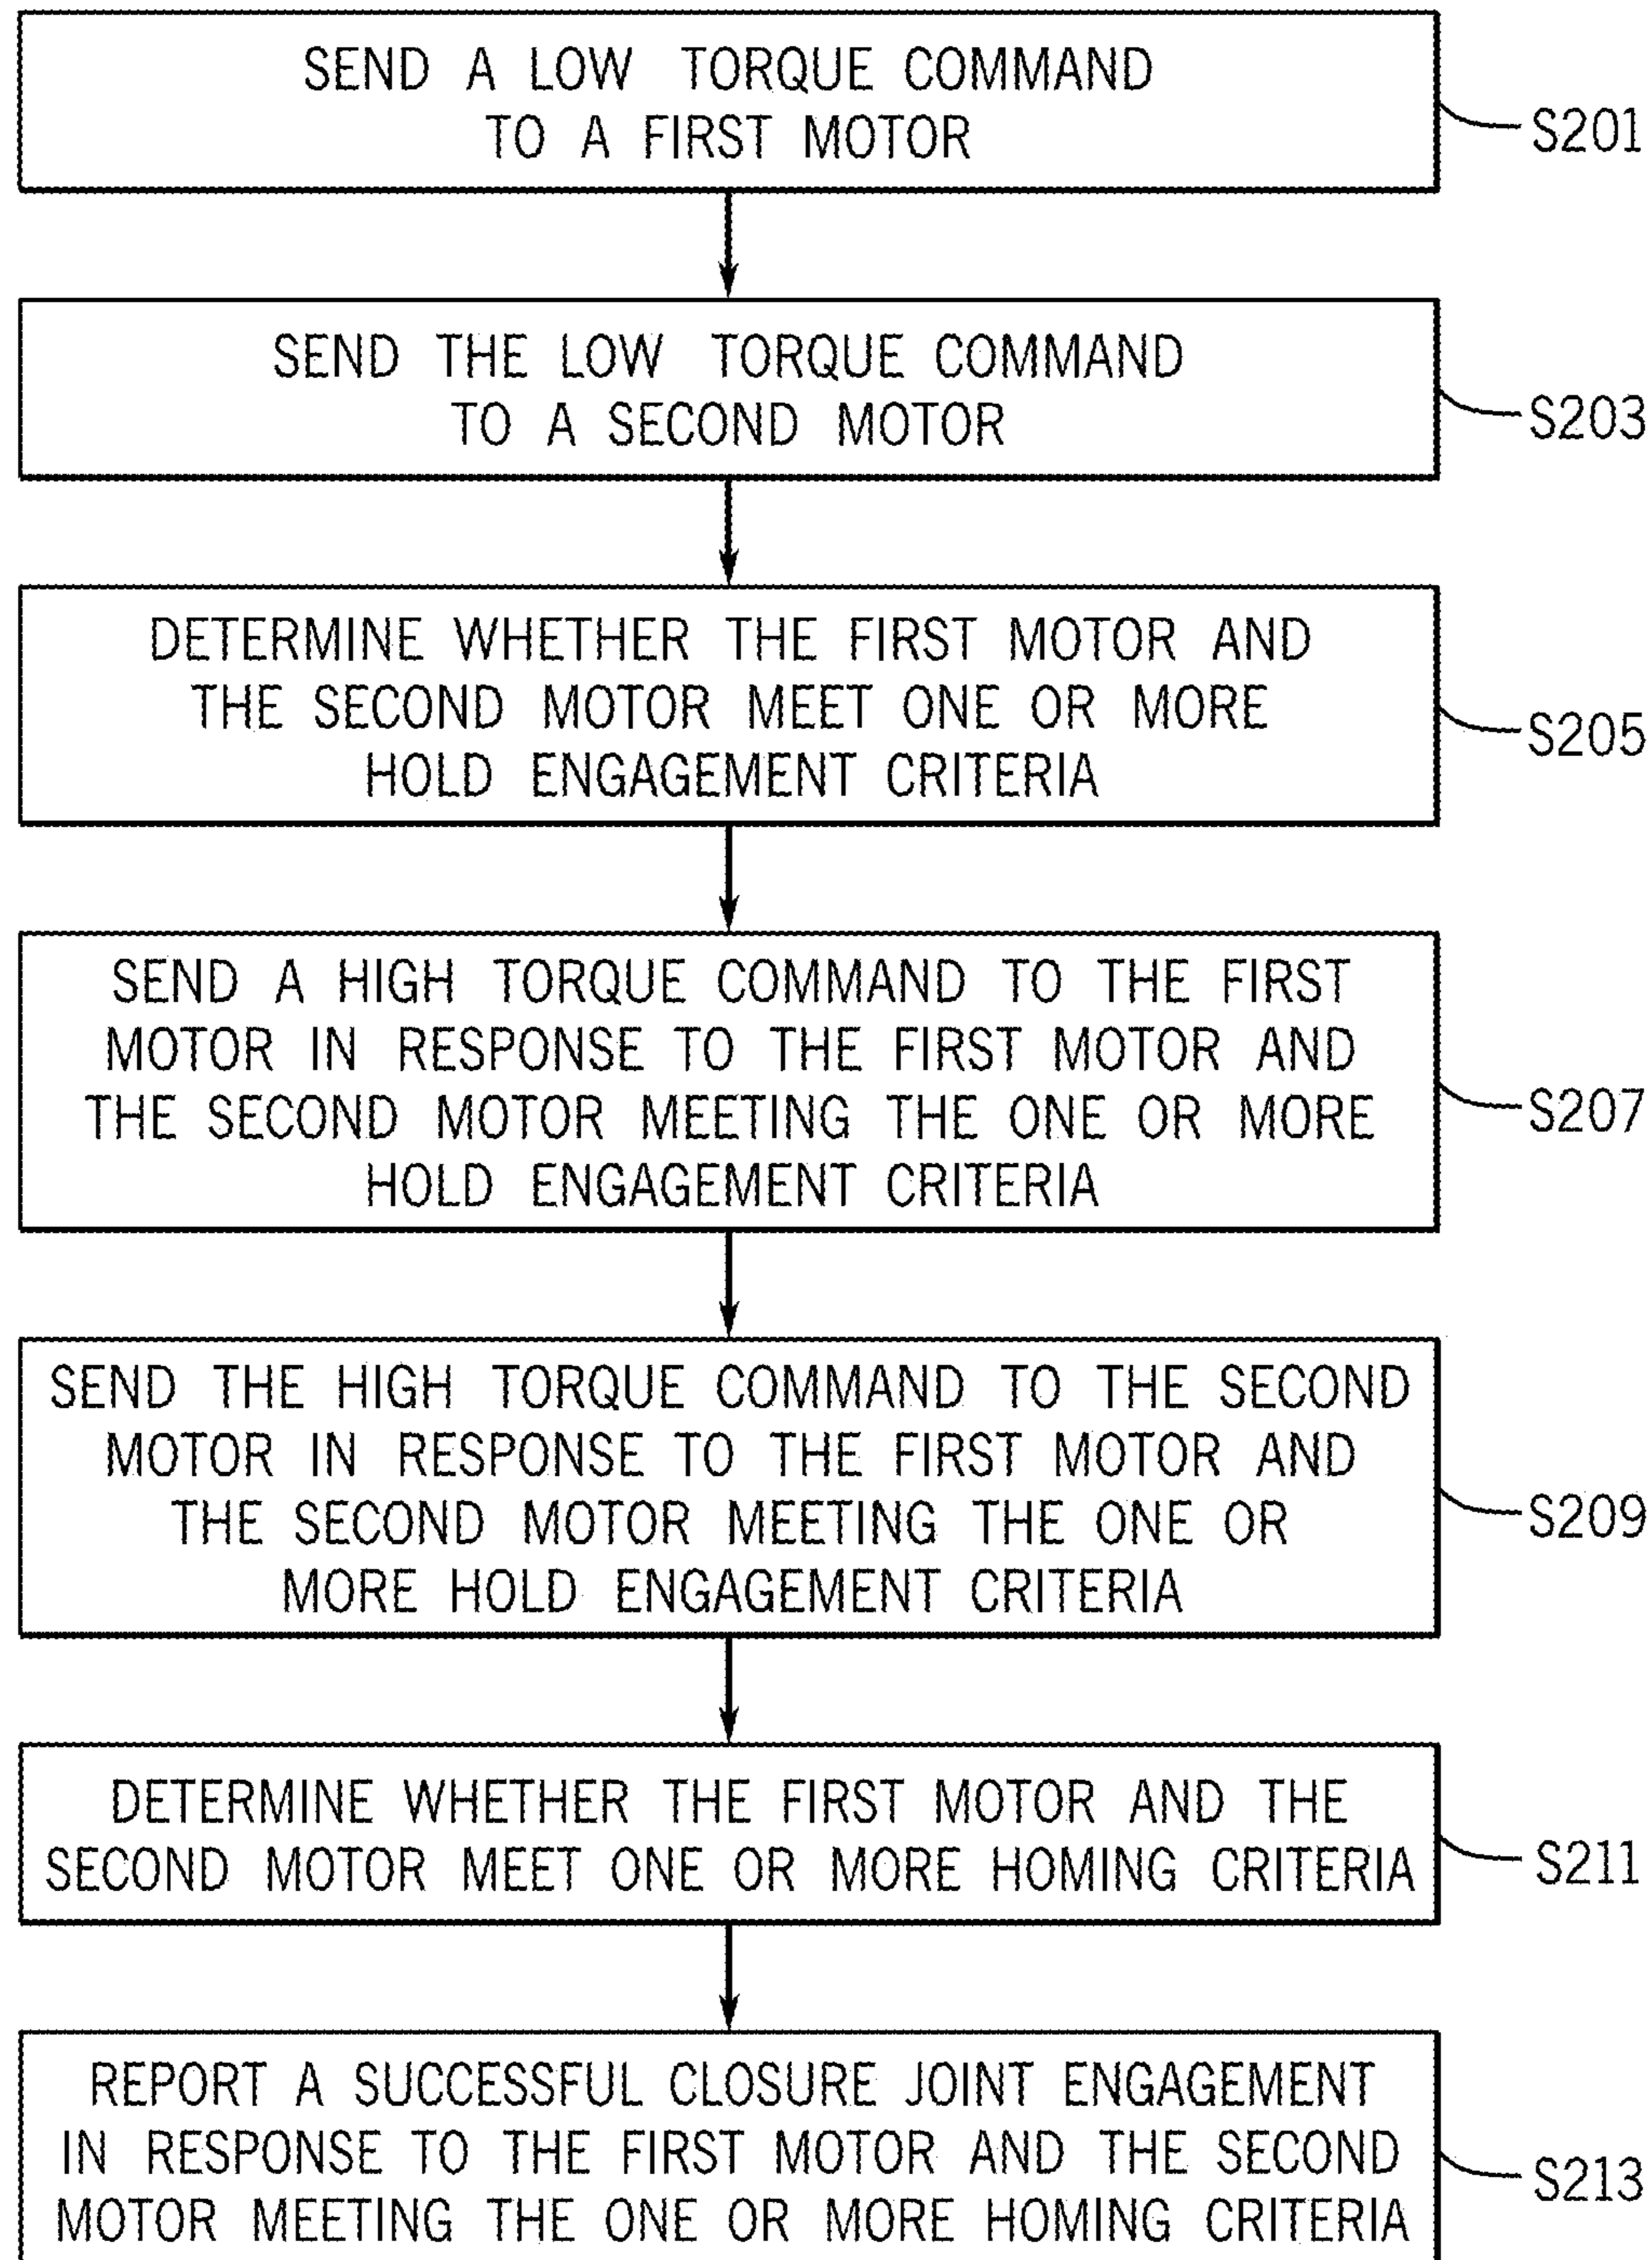 SEND A LOW TORQUE COMMAND
TO A FIRST MOTOR
S201
SEND THE LOW TORQUE COMMAND
TO A SECOND MOTOR
S203
DETERMINE WHETHER THE FIRST MOTOR AND
THE SECOND MOTOR MEET ONE OR MORE
HOLD ENGAGEMENT CRITERIA
S205
SEND A HIGH TORQUE COMMAND TO THE FIRST
MOTOR IN RESPONSE TO THE FIRST MOTOR AND
THE SECOND MOTOR MEETING THE ONE OR MORE
HOLD ENGAGEMENT CRITERIA
S207
SEND THE HIGH TORQUE COMMAND TO THE SECOND
MOTOR IN RESPONSE TO THE FIRST MOTOR AND
THE SECOND MOTOR MEETING THE ONE OR
MORE HOLD ENGAGEMENT CRITERIA
S209
DETERMINE WHETHER THE FIRST MOTOR AND THE
SECOND MOTOR MEET ONE OR MORE HOMING CRITERIA
S211
REPORT A SUCCESSFUL CLOSURE JOINT ENGAGEMENT
IN RESPONSE TO THE FIRST MOTOR AND THE SECOND
MOTOR MEETING THE ONE OR MORE HOMING CRITERIA
S213